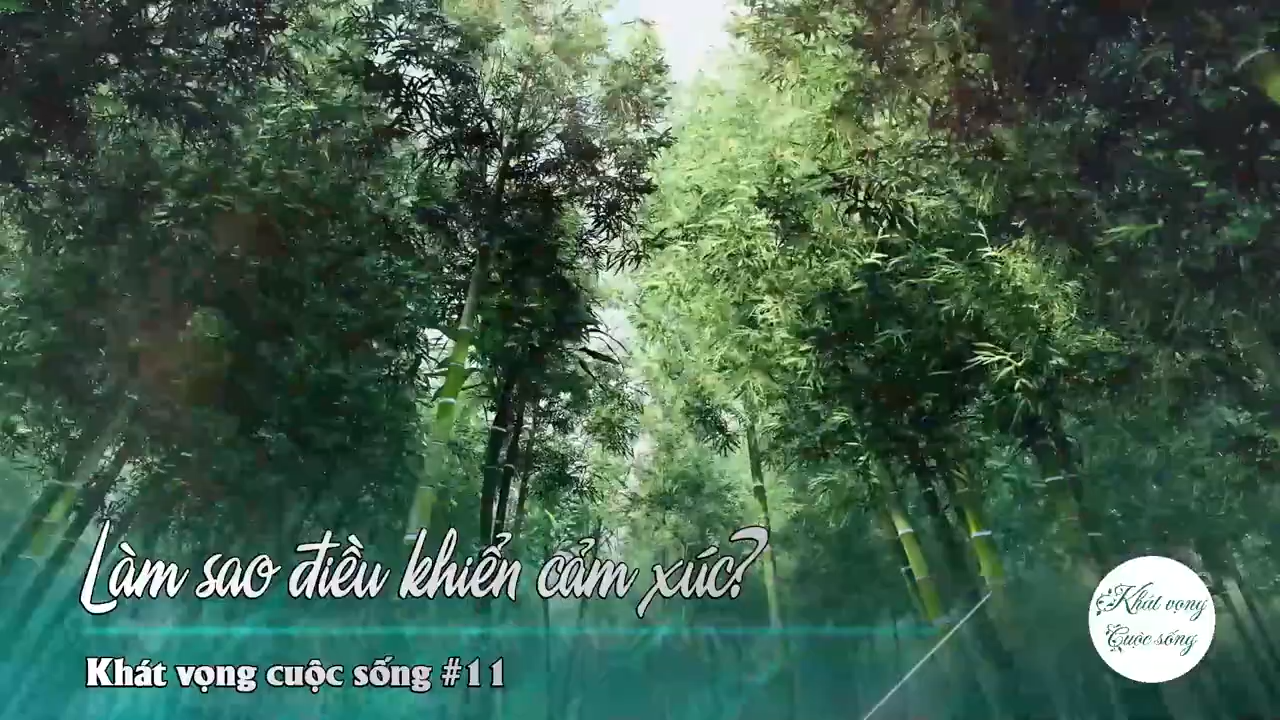 Làm sao điều khiển cảm xúc?
Khát vọng cuộc sống #11
Khát vọng
Cuộc sống